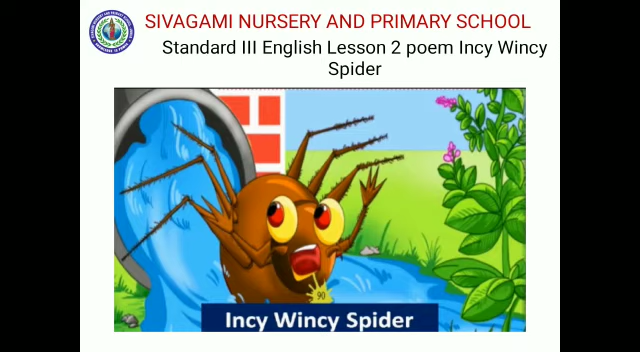 SIVAGAMI NURSERY AND PRIMARY SCHOOL
Standard III English Lesson 2 poem Incy Wincy
Spider
90
Incy Wincy Spider